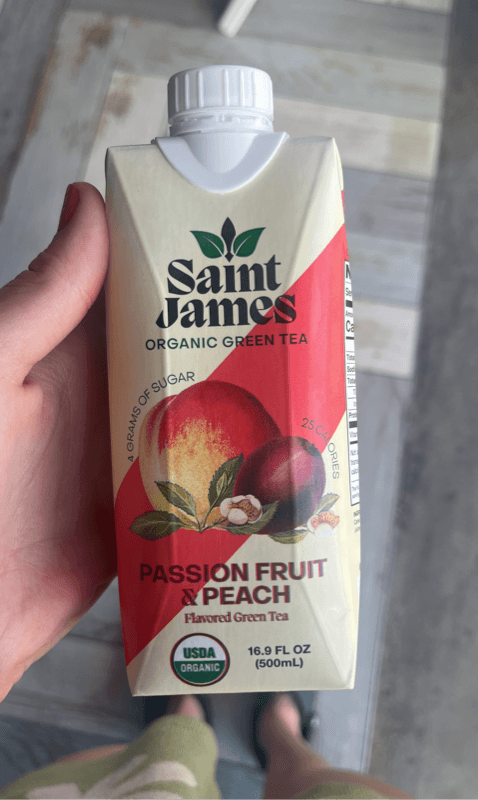 Saint
James
ORGANIC GREEN TEA
4 GRAMS OF SUGAR
25 CALORIES
PASSION FRUIT
& PEACH
Flavored Green Tea
USDA
ORGANIC
16.9 FL OZ
(500mL)